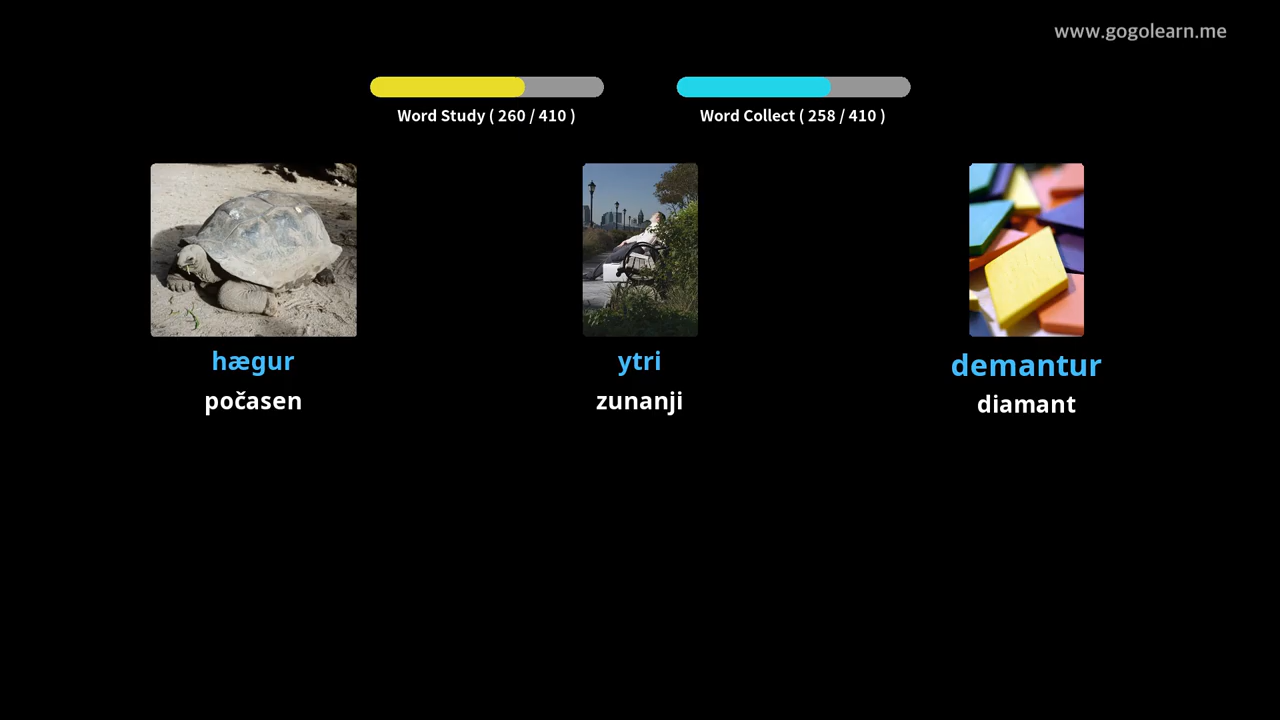 www.gogolearn.me
Word Study ( 260 / 410 )
Word Collect ( 258 / 410 )
hægur
ytri
demantur
počasen
zunanji
diamant